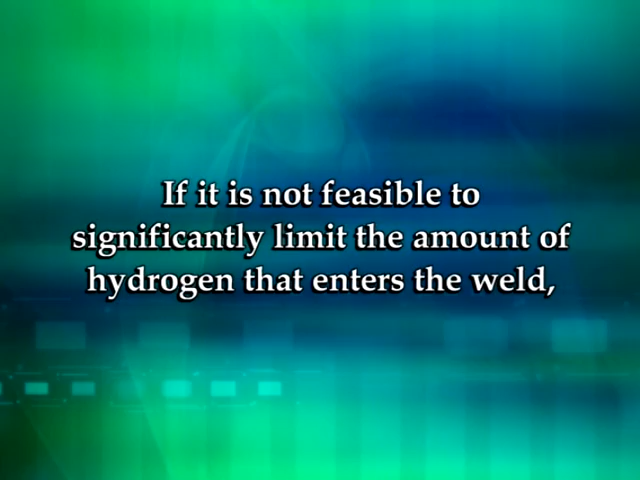 If it is not feasible to
significantly limit the amount of
hydrogen that enters the weld,